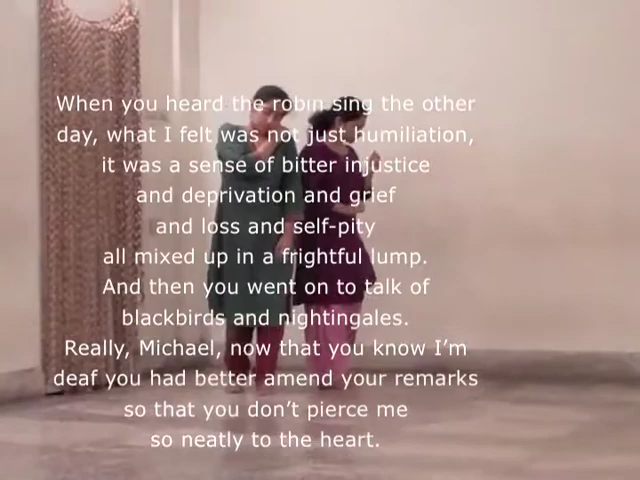 When you heard the robin sing the other
day, what I felt was not just humiliation,
it was a sense of bitter injustice
and deprivation and grief
and loss and self-pity
all mixed up in a frightful lump.
And then you went on to talk of
blackbirds and nightingales.
Really, Michael, now that you know I’m
deaf you had better amend your remarks
so that you don’t pierce me
so neatly to the heart.